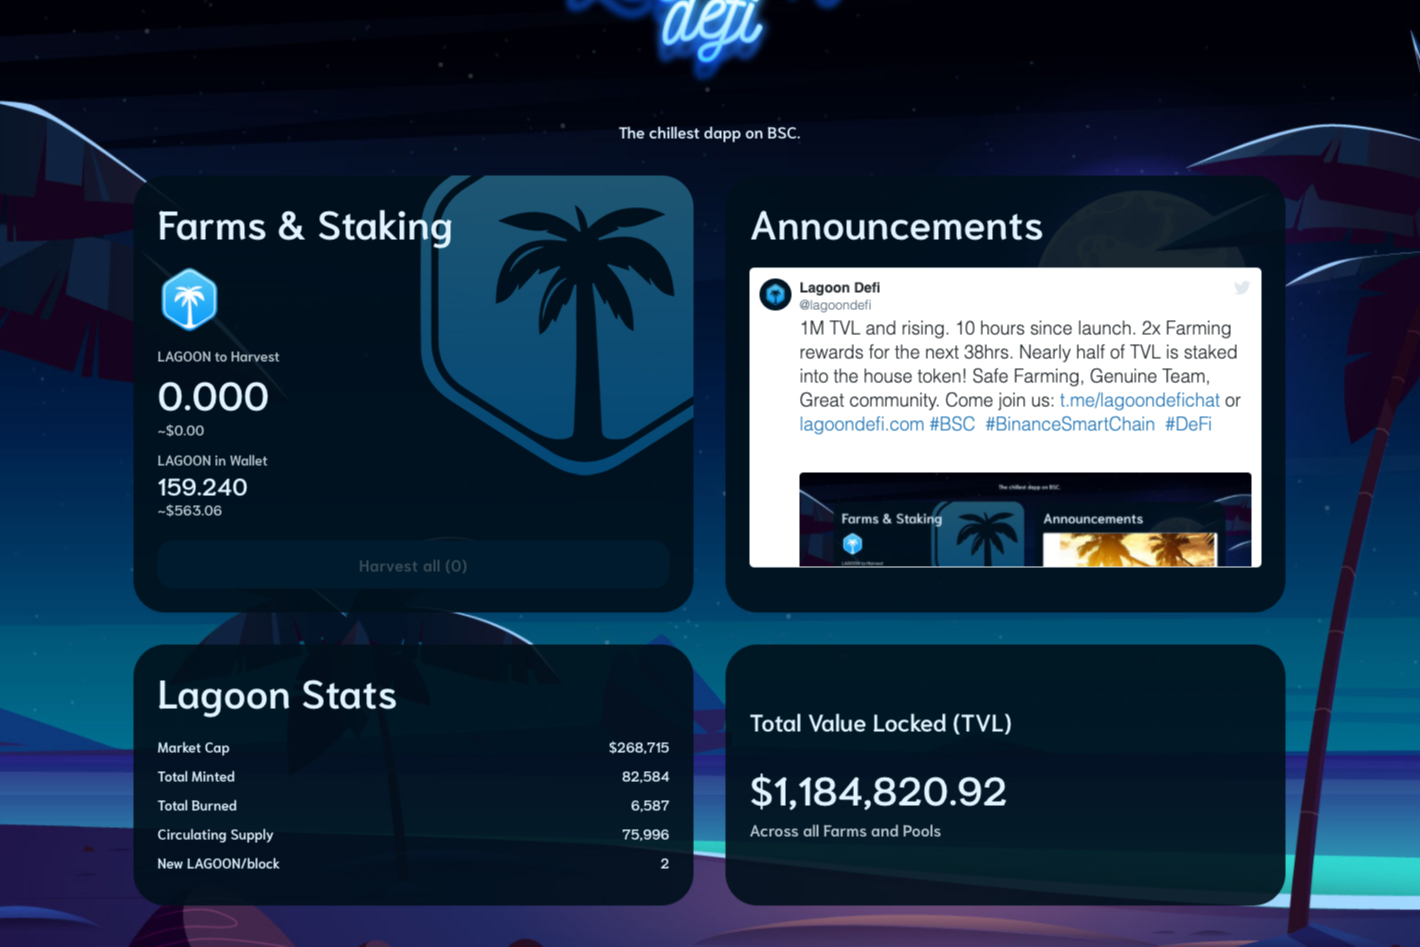 defi
The chillest dapp on BSC.
Farms & Staking
LAGOON to Harvest
0.000
~$0.00
LAGOON in Wallet
159.240
~$563.06
Harvest all (0)
Announcements
Lagoon Defi
@lagoondefi
1M TVL and rising. 10 hours since launch. 2x Farming
rewards for the next 38hrs. Nearly half of TVL is staked
into the house token! Safe Farming, Genuine Team,
Great community. Come join us: t.me/lagoondefichat or
lagoondefi.com #BSC #BinanceSmartChain #DeFi
The chillest dapp on BSC.
Farms & Staking
Announcements
LAGOON to Harvest
Lagoon Stats
Market Cap $268,715
Total Minted 82,584
Total Burned 6,587
Circulating Supply 75,996
New LAGOON/block 2
Total Value Locked (TVL)
$1,184,820.92
Across all Farms and Pools